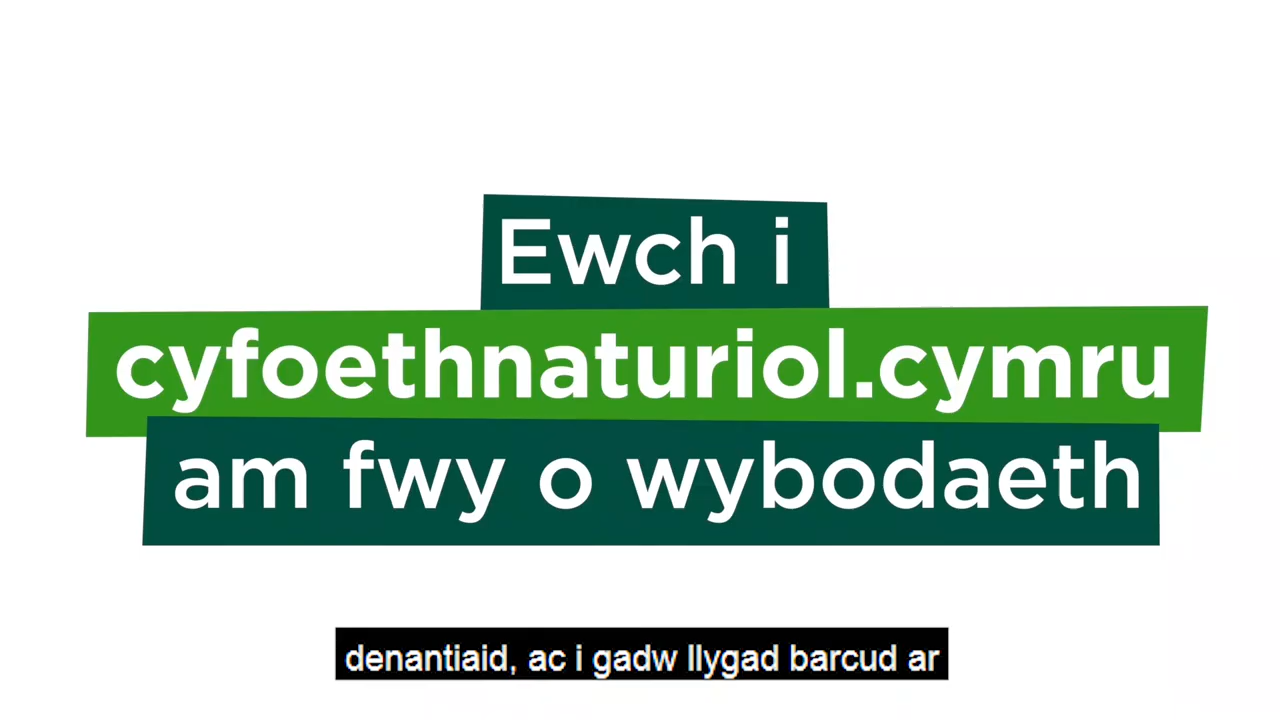 Ewch i
cyfoethnaturiol.cymru
am fwy o wybodaeth
denantiaid, ac i gadw llygad barcud ar